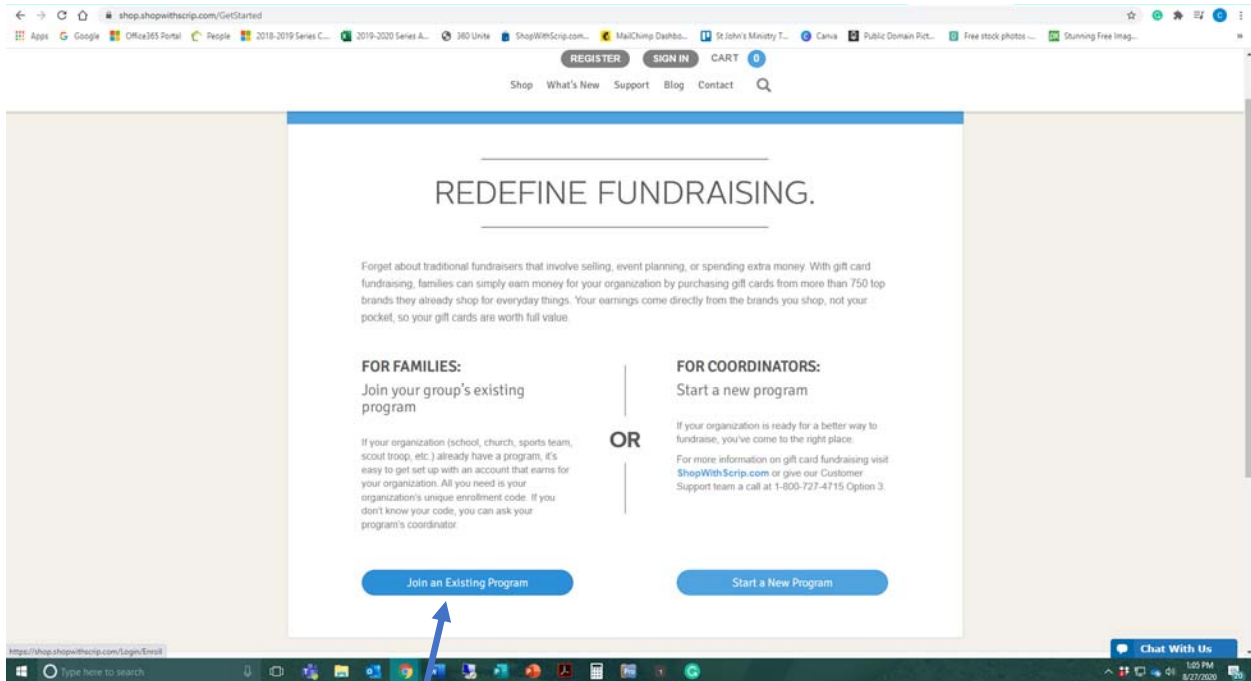 shop.shopwithscrip.com/GetStarted
Apps Google Office365 Portal People 2018-2019 Series C... 2019-2020 Series A... 360 Unite ShopWithScrip.com... MailChimp Dashbo... St John's Ministry T... Canva Public Domain Pict... Free stock photos -... Stunning Free Imag... »
REGISTER SIGN IN CART 0
Shop What's New Support Blog Contact
REDEFINE FUNDRAISING.
Forget about traditional fundraisers that involve selling, event planning, or spending extra money. With gift card
fundraising, families can simply earn money for your organization by purchasing gift cards from more than 750 top
brands they already shop for everyday things. Your earnings come directly from the brands you shop, not your
pocket, so your gift cards are worth full value.
FOR FAMILIES:
Join your group's existing
program
If your organization (school, church, sports team,
scout troop, etc.) already have a program, it's
easy to get set up with an account that earns for
your organization. All you need is your
organization's unique enrollment code. If you
don't know your code, you can ask your
program's coordinator.
Join an Existing Program
OR
FOR COORDINATORS:
Start a new program
If your organization is ready for a better way to
fundraise, you've come to the right place.
For more information on gift card fundraising visit
ShopWithScrip.com or give our Customer
Support team a call at 1-800-727-4715 Option 3.
Start a New Program
https://shop.shopwithscrip.com/Login/Enroll
Chat With Us
Type here to search
1:05 PM
8/27/2020